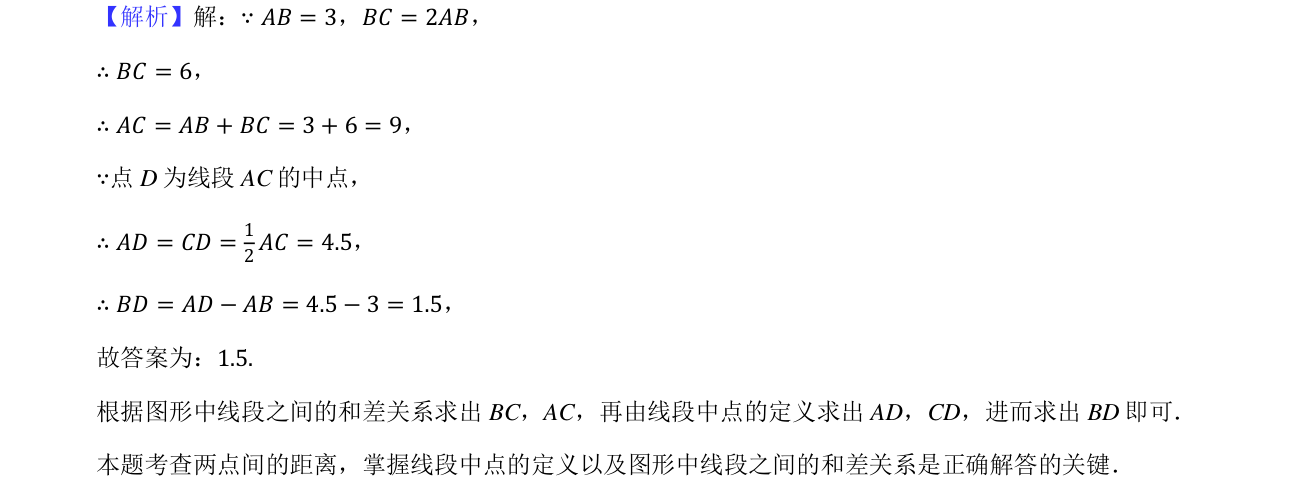 【解析】解：∵ AB = 3，BC = 2AB，
∴ BC = 6，
∴ AC = AB + BC = 3 + 6 = 9，
∵点 D 为线段 AC 的中点，
∴ AD = CD = \frac{1}{2}AC = 4.5，
∴ BD = AD − AB = 4.5 − 3 = 1.5，
故答案为：1.5.
根据图形中线段之间的和差关系求出 BC，AC，再由线段中点的定义求出 AD，CD，进而求出 BD 即可．
本题考查两点间的距离，掌握线段中点的定义以及图形中线段之间的和差关系是正确解答的关键．